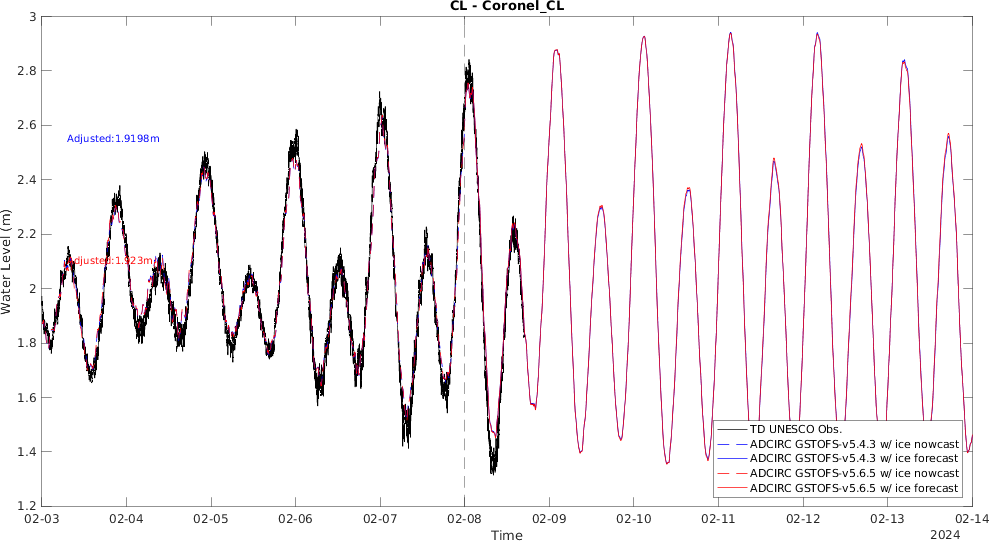 CL - Coronel_CL
3
2.8
2.6
2.4
2.2
2
1.8
1.6
1.4
1.2
Water Level (m)
Adjusted:1.9198m
Adjusted:1.923m
TD UNESCO Obs.
ADCIRC GSTOFS-v5.4.3 w/ ice nowcast
ADCIRC GSTOFS-v5.4.3 w/ ice forecast
ADCIRC GSTOFS-v5.6.5 w/ ice nowcast
ADCIRC GSTOFS-v5.6.5 w/ ice forecast
02-03 02-04 02-05 02-06 02-07 02-08 02-09 02-10 02-11 02-12 02-13 02-14
Time
2024